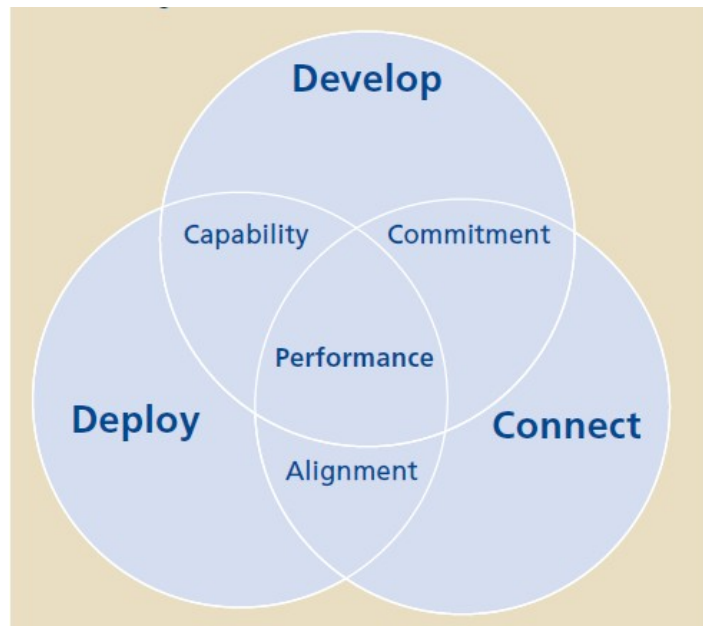 Develop
Capability
Commitment
Performance
Deploy
Connect
Alignment